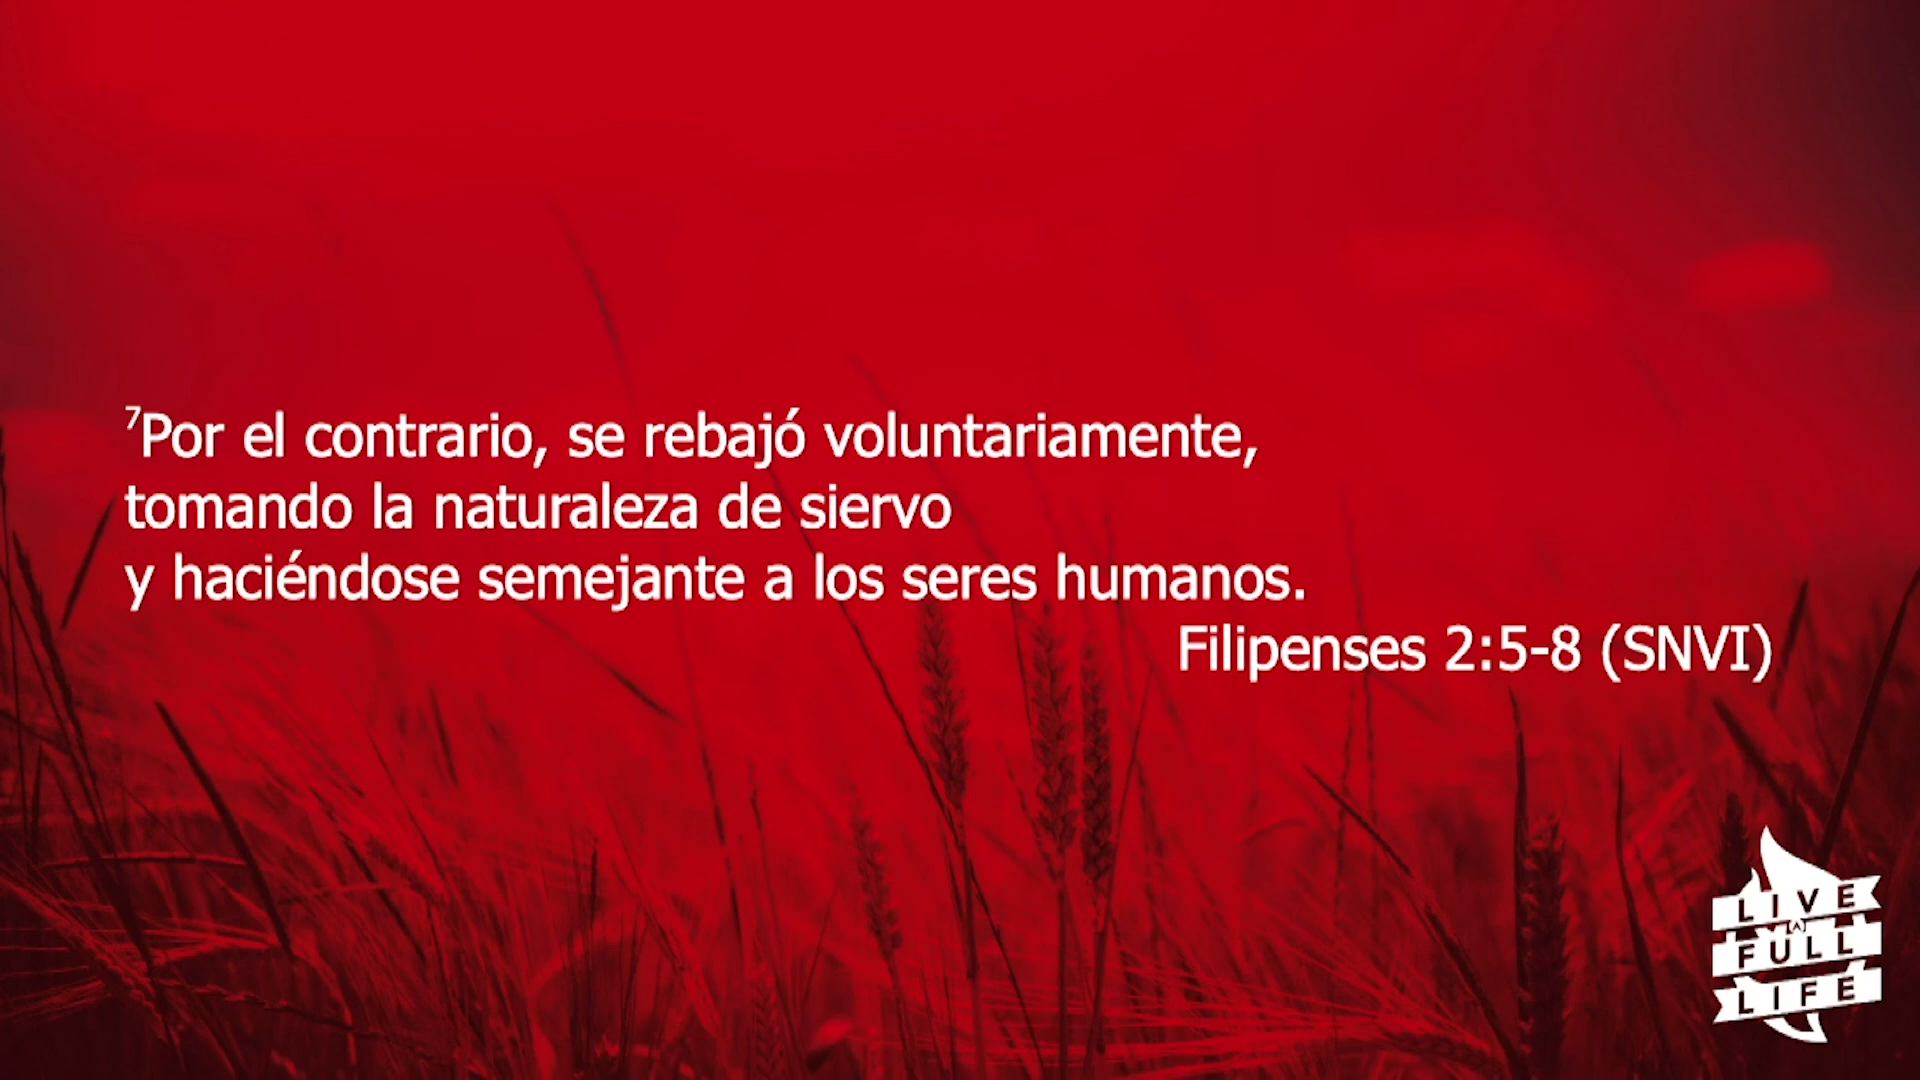 ⁷Por el contrario, se rebajó voluntariamente,
tomando la naturaleza de siervo
y haciéndose semejante a los seres humanos.
Filipenses 2:5-8 (SNVI)
LIVE
A
FULL
LIFE